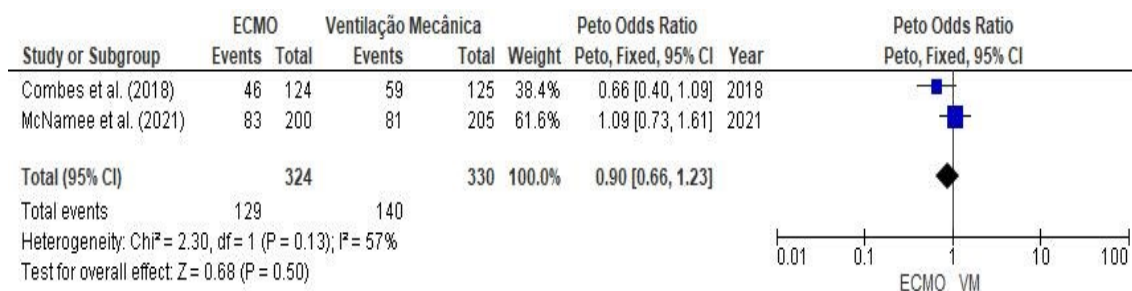 ECMO Ventilação Mecânica Peto Odds Ratio Peto Odds Ratio
Study or Subgroup Events Total Events Total Weight Peto, Fixed, 95% CI Year Peto, Fixed, 95% CI
Combes et al. (2018) 46 124 59 125 38.4% 0.66 [0.40, 1.09] 2018
McNamee et al. (2021) 83 200 81 205 61.6% 1.09 [0.73, 1.61] 2021
Total (95% CI) 324 330 100.0% 0.90 [0.66, 1.23]
Total events 129 140
Heterogeneity: Chi² = 2.30, df = 1 (P = 0.13); I² = 57%
Test for overall effect: Z = 0.68 (P = 0.50)
0.01 0.1 1 10 100
ECMO VM